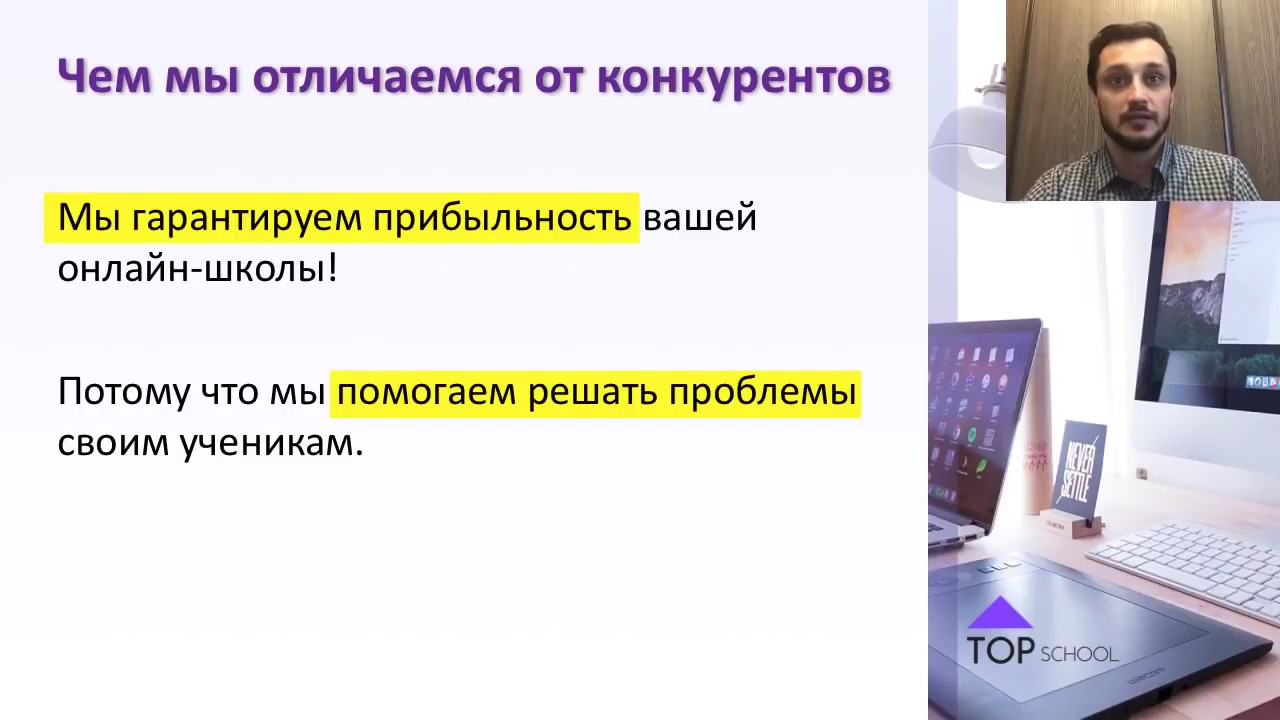 Чем мы отличаемся от конкурентов
Мы гарантируем прибыльность вашей
онлайн-школы!
Потому что мы помогаем решать проблемы
своим ученикам.
NEVER
SETTLE
TOP SCHOOL
wacom